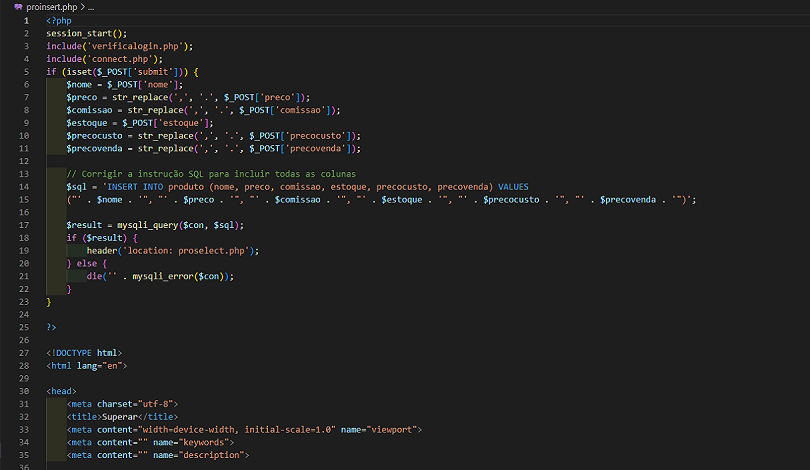 proinsert.php > ...
1 <?php
2 session_start();
3 include('verificalogin.php');
4 include('connect.php');
5 if (isset($_POST['submit'])) {
6 $nome = $_POST['nome'];
7 $preco = str_replace(',', '.', $_POST['preco']);
8 $comissao = str_replace(',', '.', $_POST['comissao']);
9 $estoque = $_POST['estoque'];
10 $precocusto = str_replace(',', '.', $_POST['precocusto']);
11 $precovenda = str_replace(',', '.', $_POST['precovenda']);
12
13 // Corrigir a instrução SQL para incluir todas as colunas
14 $sql = 'INSERT INTO produto (nome, preco, comissao, estoque, precocusto, precovenda) VALUES
15 ("' . $nome . '", "' . $preco . '", "' . $comissao . '", "' . $estoque . '", "' . $precocusto . '", "' . $precovenda . '")';
16
17 $result = mysqli_query($con, $sql);
18 if ($result) {
19 header('location: proselect.php');
20 } else {
21 die('' . mysqli_error($con));
22 }
23 }
24
25 ?>
26
27 <!DOCTYPE html>
28 <html lang="en">
29
30 <head>
31 <meta charset="utf-8">
32 <title>Superar</title>
33 <meta content="width=device-width, initial-scale=1.0" name="viewport">
34 <meta content="" name="keywords">
35 <meta content="" name="description">
36